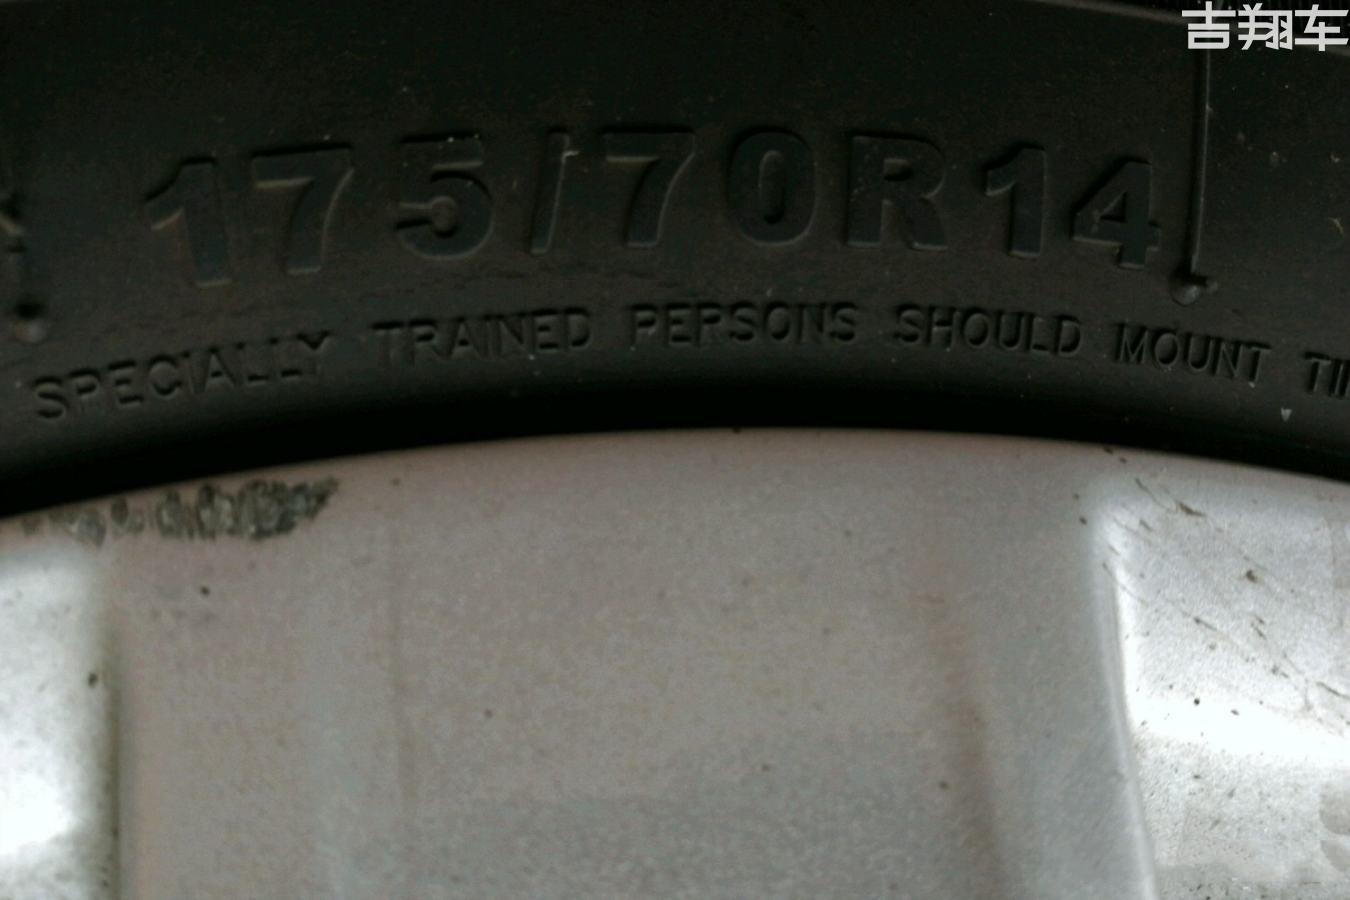 吉翔车
175/70R14
SPECIALLY TRAINED PERSONS SHOULD MOUNT